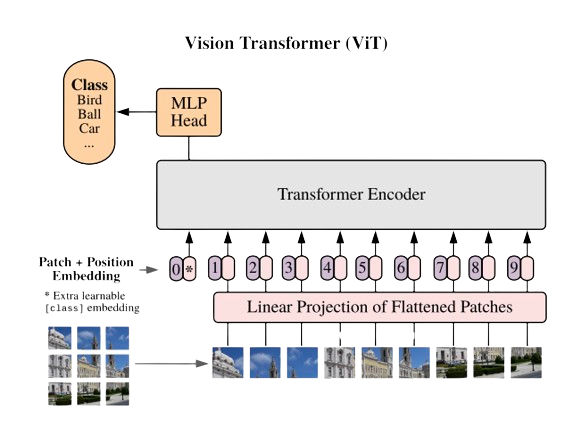 Vision Transformer (ViT)
Class
Bird
Ball
Car
...
MLP
Head
Transformer Encoder
Patch + Position
Embedding
0 * 1 2 3 4 5 6 7 8 9
* Extra learnable
[class] embedding
Linear Projection of Flattened Patches